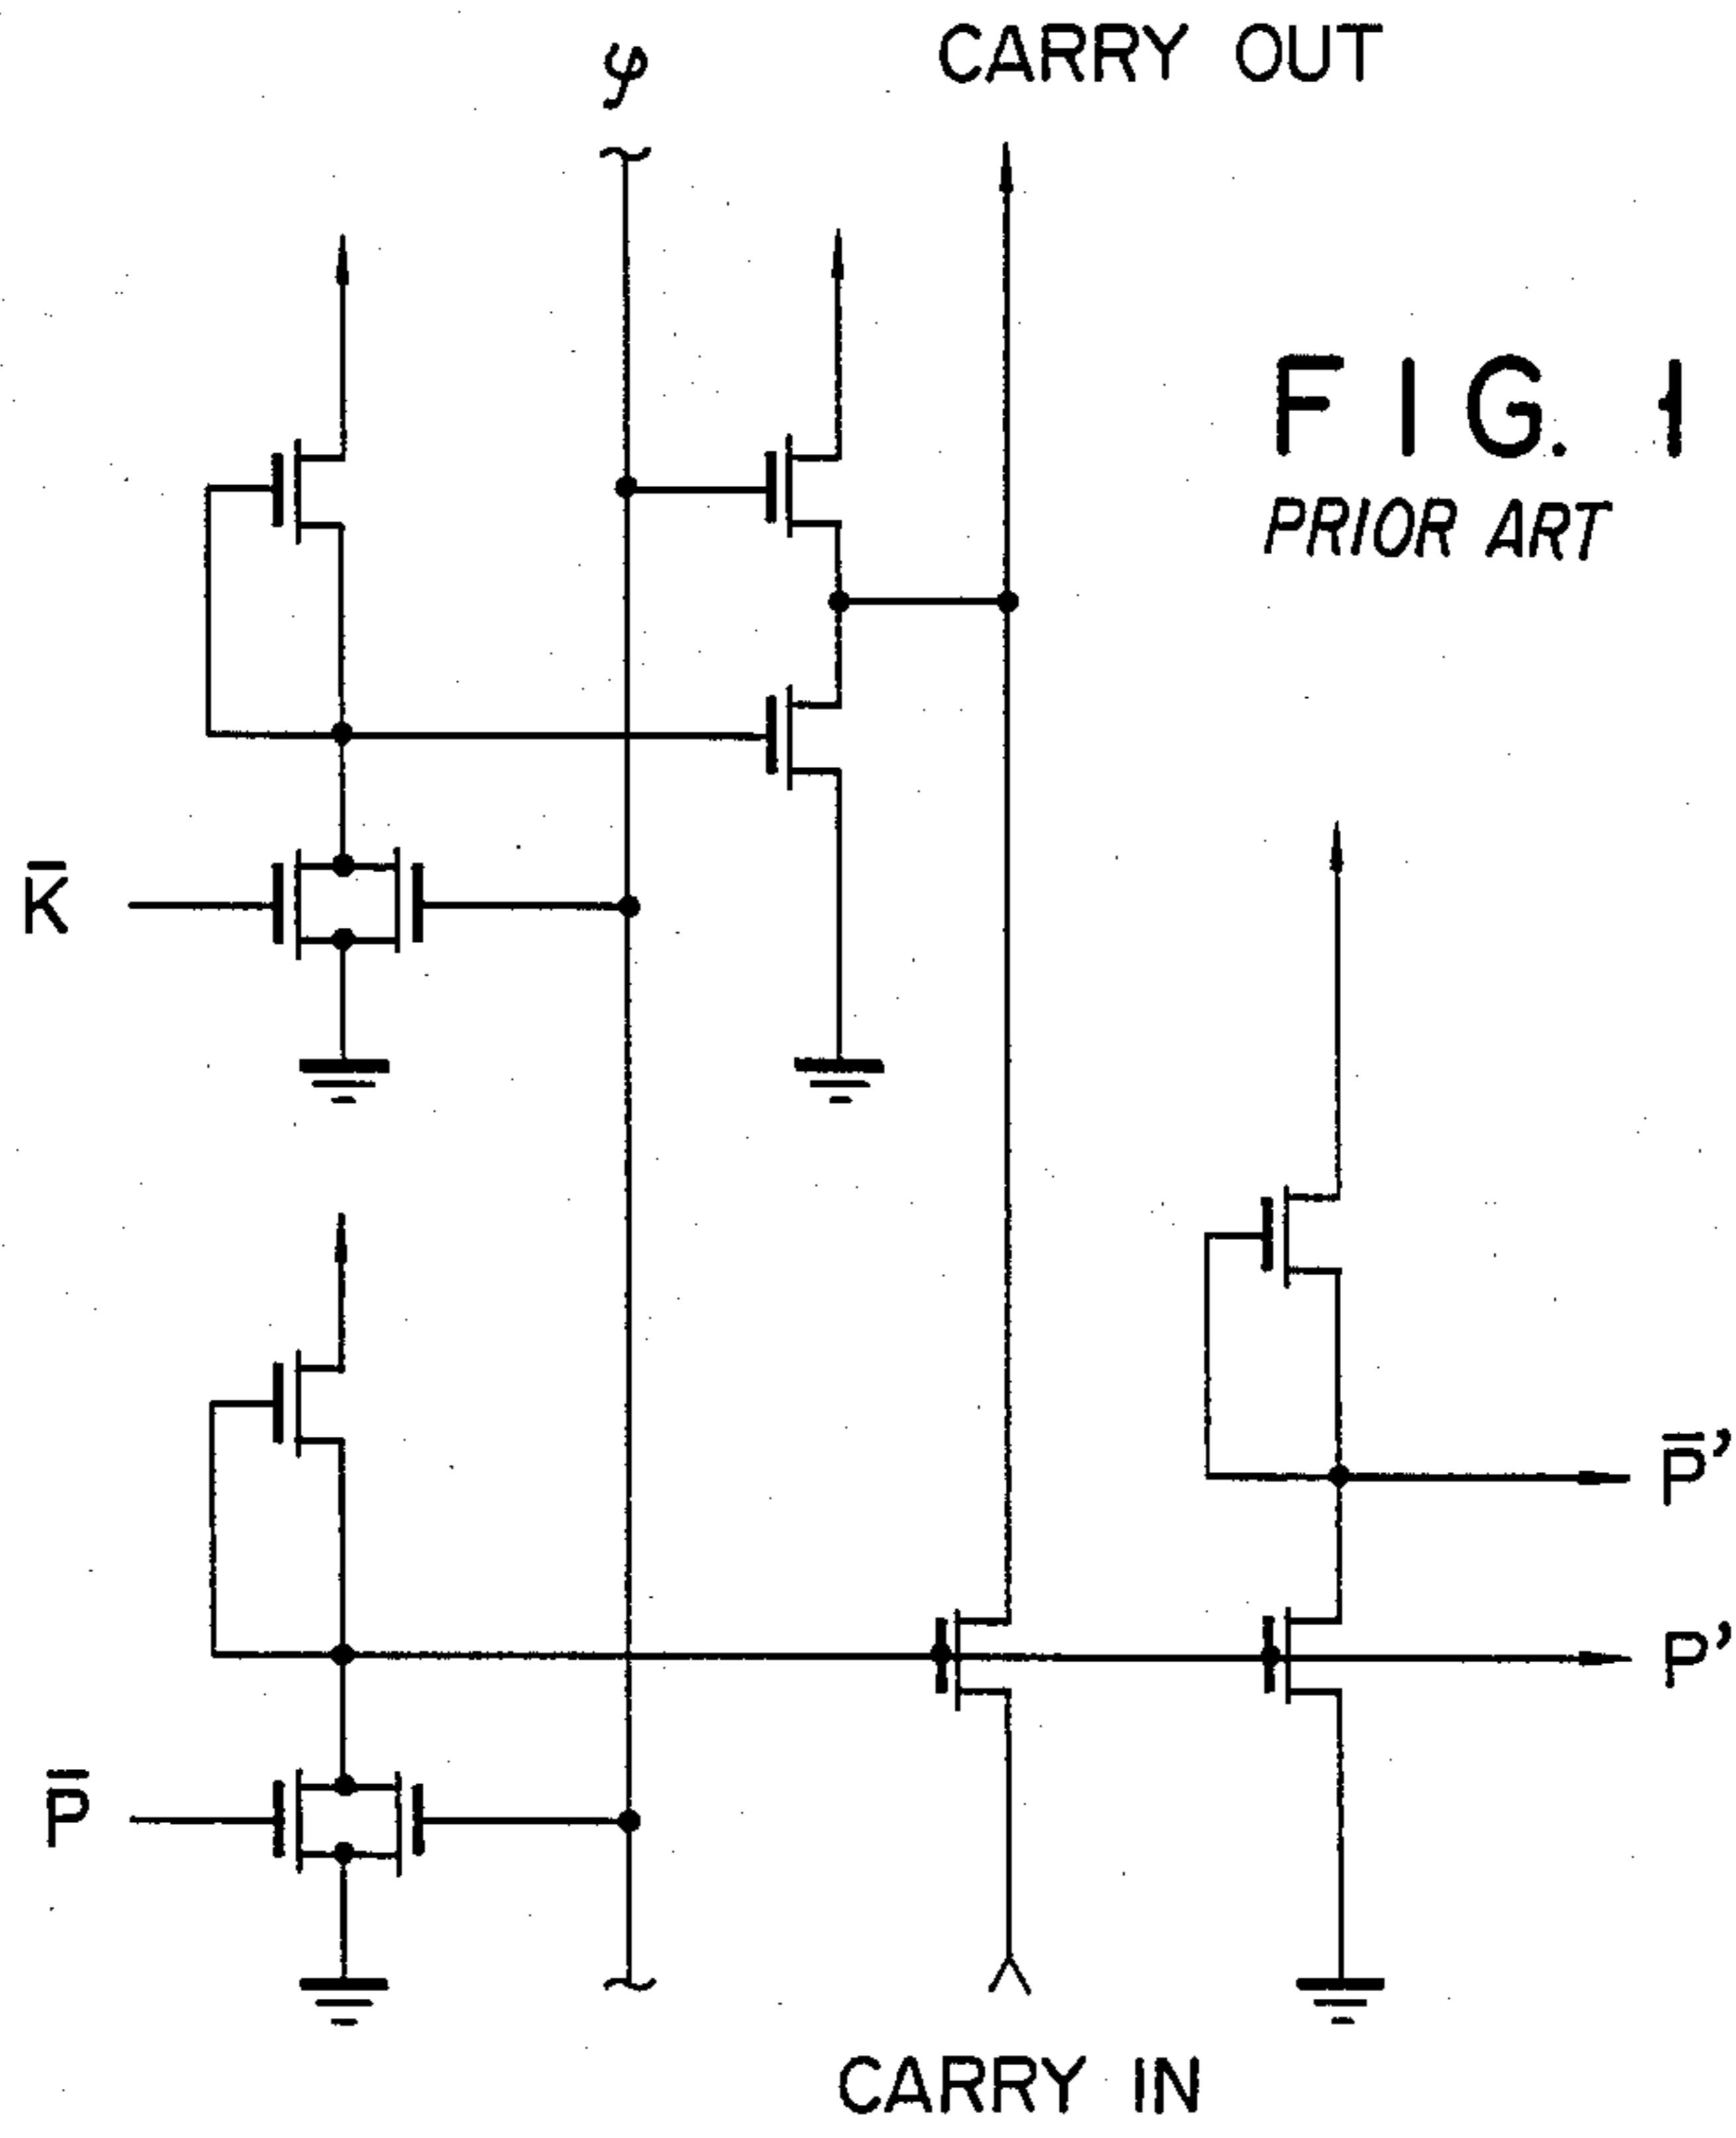 φ
CARRY OUT
FIG. 1
PRIOR ART
K̅
P̅'
P'
P̅
CARRY IN